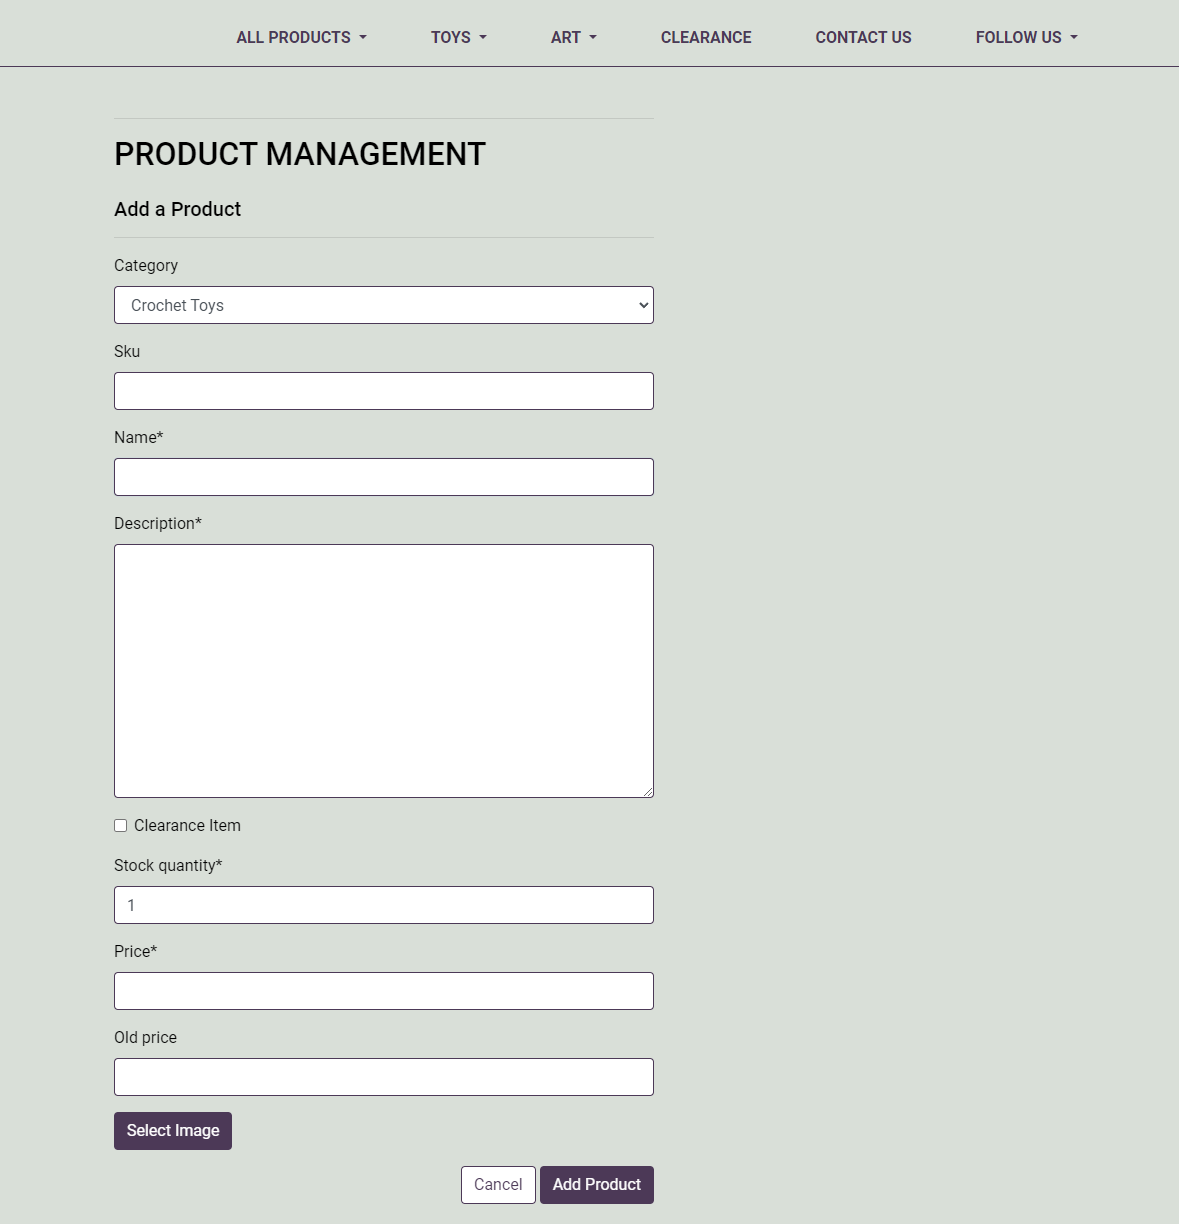 ALL PRODUCTS TOYS ART CLEARANCE CONTACT US FOLLOW US
PRODUCT MANAGEMENT
Add a Product
Category
Crochet Toys
Sku
Name*
Description*
Clearance Item
Stock quantity*
1
Price*
Old price
Select Image
Cancel Add Product